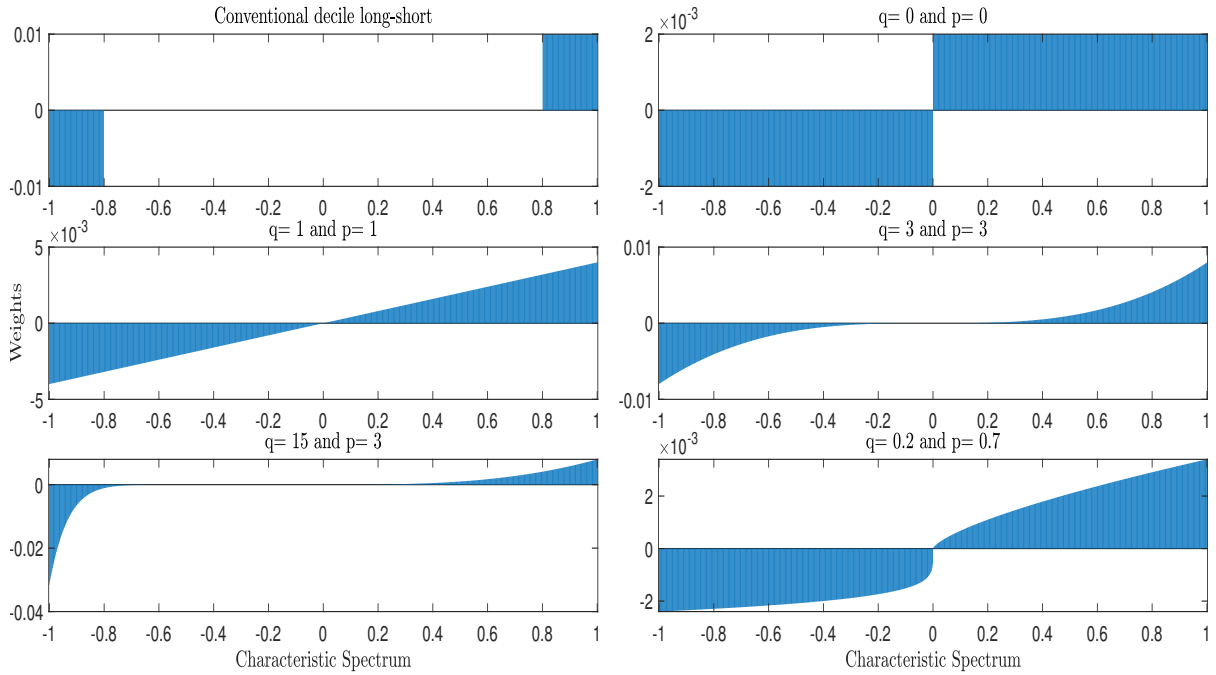 Conventional decile long-short
0.01
0
-0.01
-1 -0.8 -0.6 -0.4 -0.2 0 0.2 0.4 0.6 0.8 1
q= 0 and p= 0
×10⁻³
2
0
-2
-1 -0.8 -0.6 -0.4 -0.2 0 0.2 0.4 0.6 0.8 1
q= 1 and p= 1
×10⁻³
5
0
-5
-1 -0.8 -0.6 -0.4 -0.2 0 0.2 0.4 0.6 0.8 1
Weights
q= 3 and p= 3
0.01
0
-0.01
-1 -0.8 -0.6 -0.4 -0.2 0 0.2 0.4 0.6 0.8 1
q= 15 and p= 3
0
-0.02
-0.04
-1 -0.8 -0.6 -0.4 -0.2 0 0.2 0.4 0.6 0.8 1
Characteristic Spectrum
q= 0.2 and p= 0.7
×10⁻³
2
0
-2
-1 -0.8 -0.6 -0.4 -0.2 0 0.2 0.4 0.6 0.8 1
Characteristic Spectrum